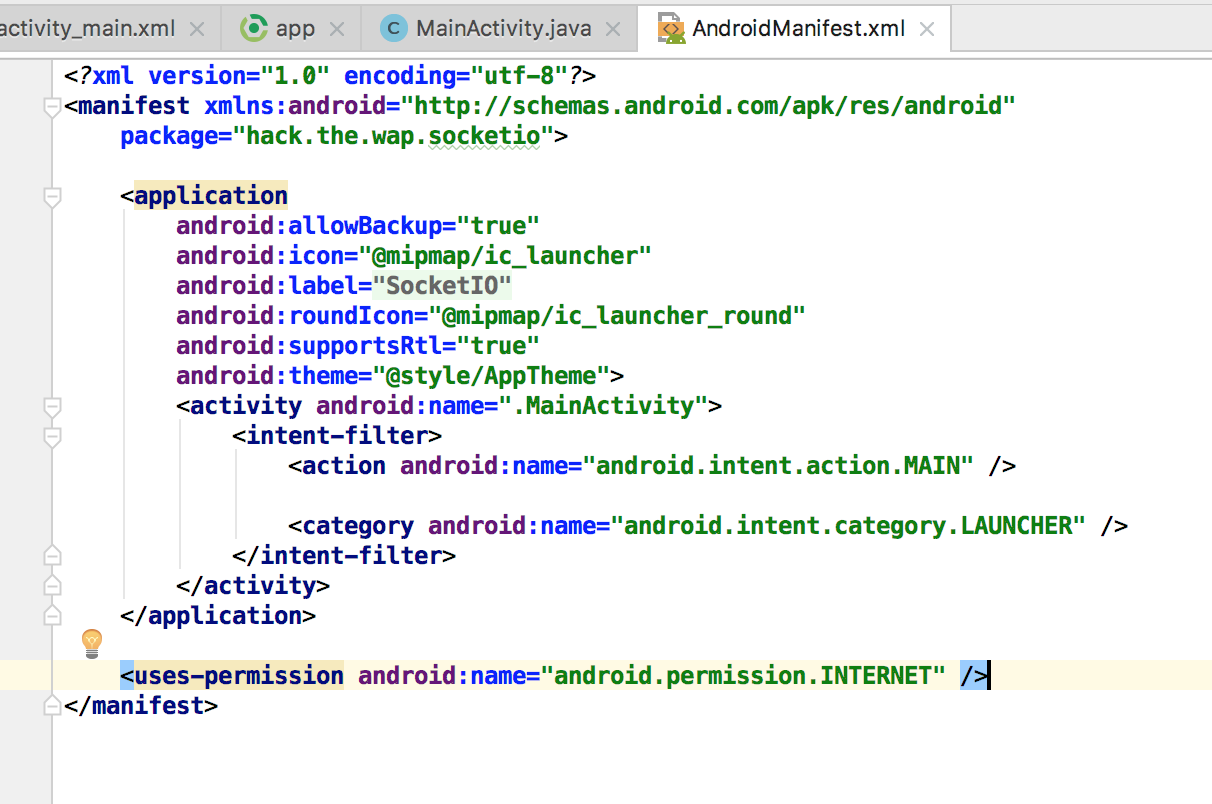 activity_main.xml app C MainActivity.java AndroidManifest.xml
<?xml version="1.0" encoding="utf-8"?>
<manifest xmlns:android="http://schemas.android.com/apk/res/android"
package="hack.the.wap.socketio">
<application
android:allowBackup="true"
android:icon="@mipmap/ic_launcher"
android:label="SocketIO"
android:roundIcon="@mipmap/ic_launcher_round"
android:supportsRtl="true"
android:theme="@style/AppTheme">
<activity android:name=".MainActivity">
<intent-filter>
<action android:name="android.intent.action.MAIN" />
<category android:name="android.intent.category.LAUNCHER" />
</intent-filter>
</activity>
</application>
<uses-permission android:name="android.permission.INTERNET" />
</manifest>